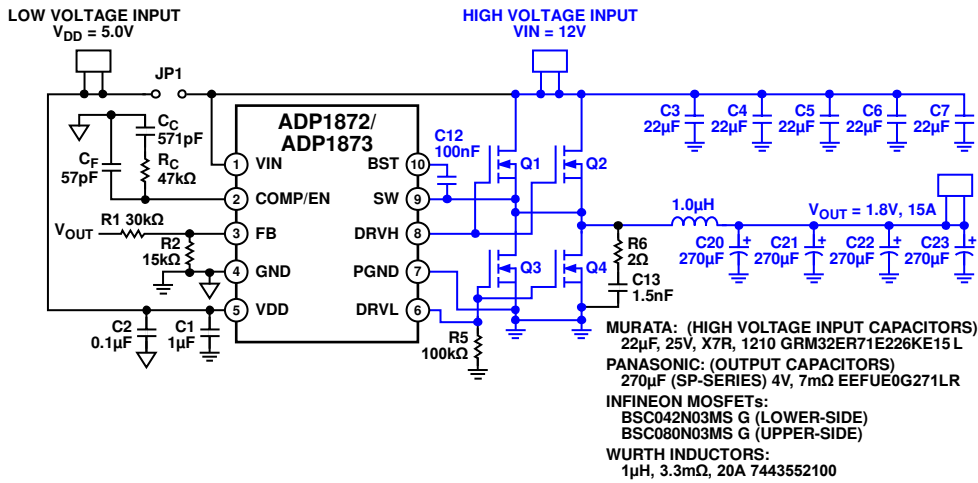 LOW VOLTAGE INPUT
VDD = 5.0V
HIGH VOLTAGE INPUT
VIN = 12V
JP1
CC
571pF
CF
57pF
RC
47kΩ
R1 30kΩ
VOUT
R2
15kΩ
C2
0.1µF
C1
1µF
ADP1872/
ADP1873
1 VIN
2 COMP/EN
3 FB
4 GND
5 VDD
BST 10
SW 9
DRVH 8
PGND 7
DRVL 6
C12
100nF
Q1
Q2
Q3
Q4
R5
100kΩ
R6
2Ω
C13
1.5nF
1.0µH
C3
22µF
C4
22µF
C5
22µF
C6
22µF
C7
22µF
VOUT = 1.8V, 15A
C20 +
270µF
C21 +
270µF
C22 +
270µF
C23 +
270µF
MURATA: (HIGH VOLTAGE INPUT CAPACITORS)
22µF, 25V, X7R, 1210 GRM32ER71E226KE15 L
PANASONIC: (OUTPUT CAPACITORS)
270µF (SP-SERIES) 4V, 7mΩ EEFUE0G271LR
INFINEON MOSFETs:
BSC042N03MS G (LOWER-SIDE)
BSC080N03MS G (UPPER-SIDE)
WURTH INDUCTORS:
1µH, 3.3mΩ, 20A 7443552100